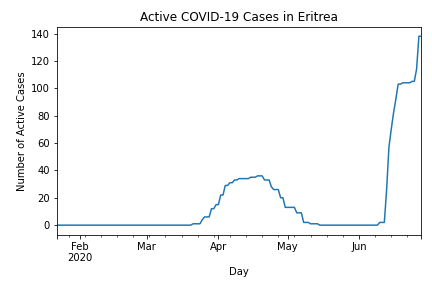 Active COVID-19 Cases in Eritrea
140
120
100
80
60
40
20
0
Number of Active Cases
Feb Mar Apr May Jun
2020
Day